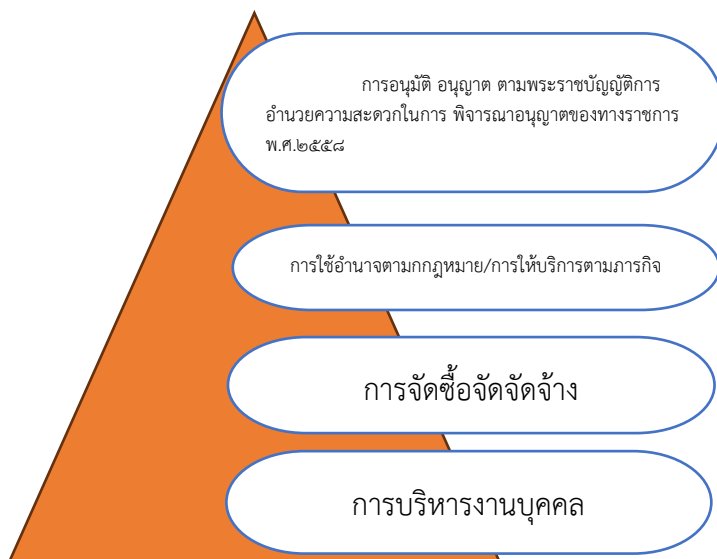 การอนุมัติ อนุญาต ตามพระราชบัญญัติการ
อำนวยความสะดวกในการ พิจารณาอนุญาตของทางราชการ
พ.ศ.๒๕๕๘
การใช้อำนาจตามกกฎหมาย/การให้บริการตามภารกิจ
การจัดซื้อจัดจัดจ้าง
การบริหารงานบุคคล